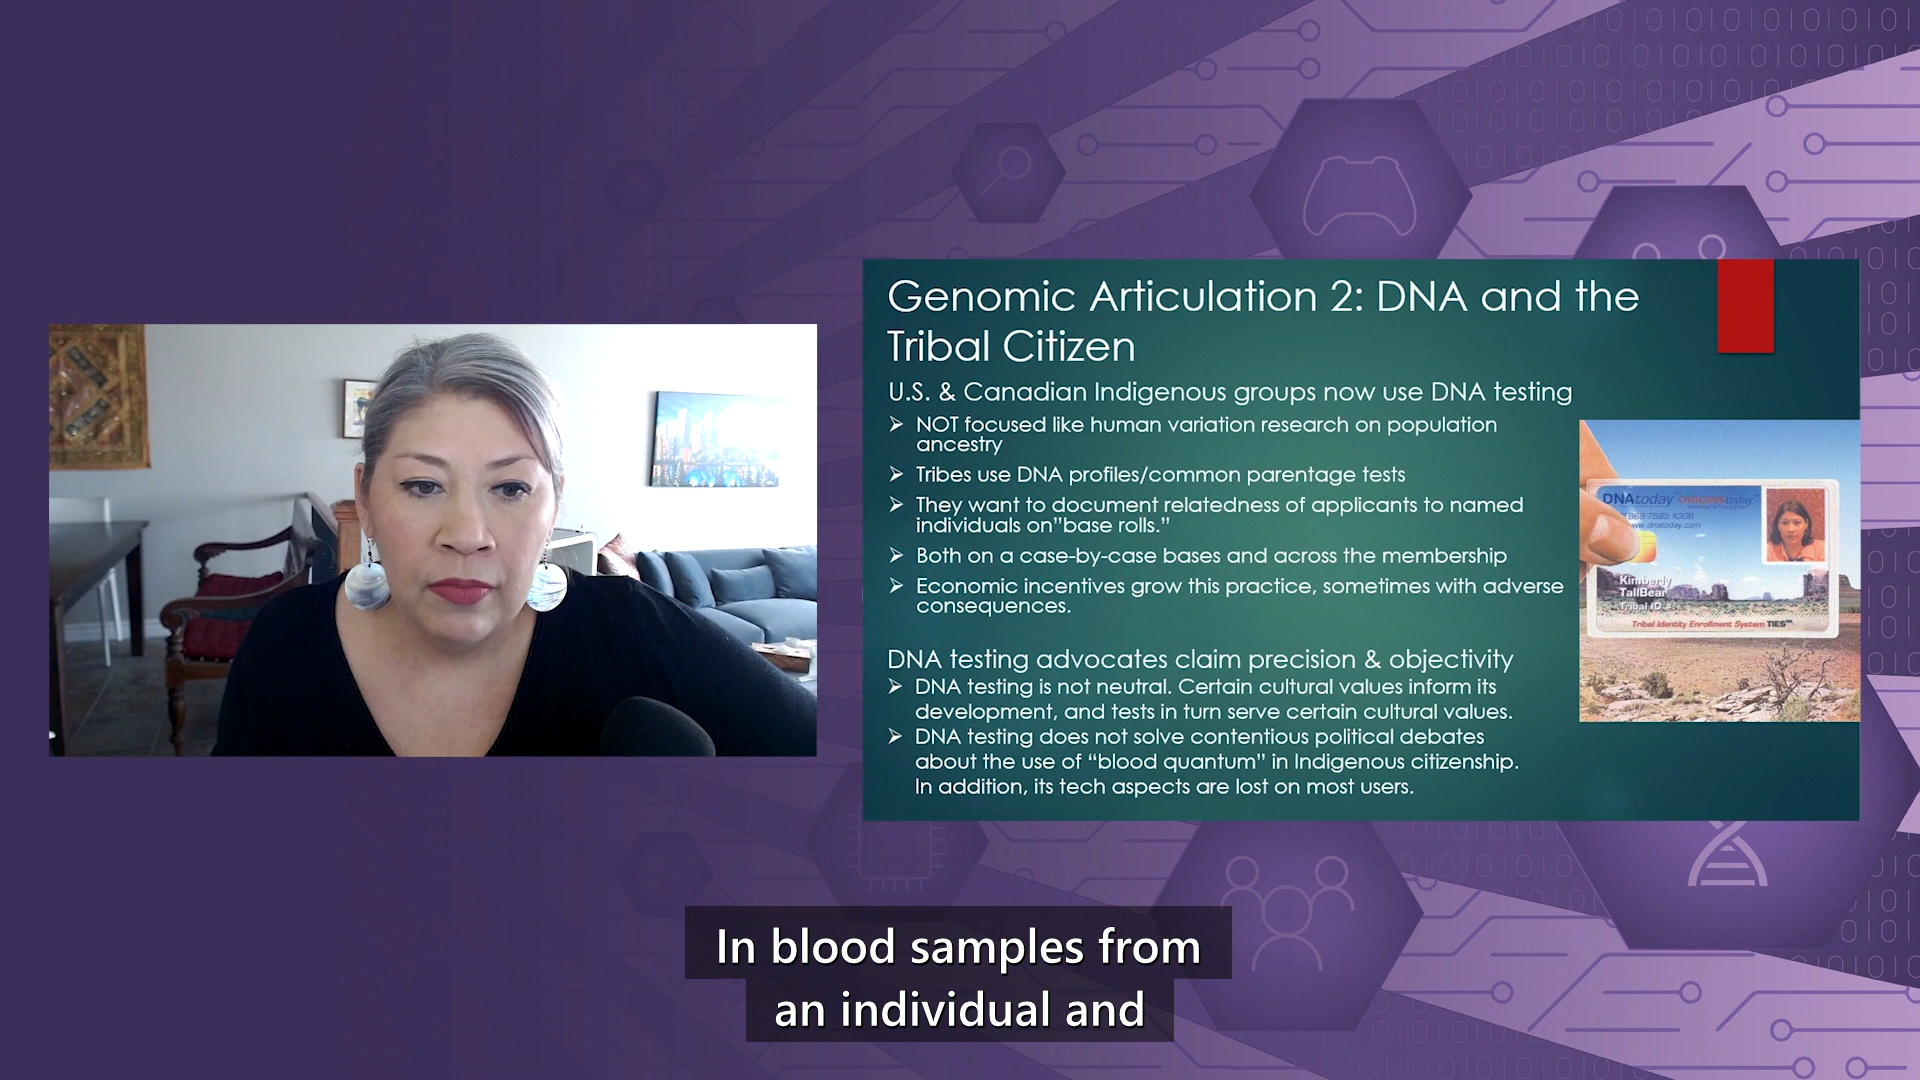 Genomic Articulation 2: DNA and the
Tribal Citizen
U.S. & Canadian Indigenous groups now use DNA testing
➢ NOT focused like human variation research on population
ancestry
➢ Tribes use DNA profiles/common parentage tests
➢ They want to document relatedness of applicants to named
individuals on”base rolls.”
➢ Both on a case-by-case bases and across the membership
➢ Economic incentives grow this practice, sometimes with adverse
consequences.
DNA testing advocates claim precision & objectivity
➢ DNA testing is not neutral. Certain cultural values inform its
development, and tests in turn serve certain cultural values.
➢ DNA testing does not solve contentious political debates
about the use of “blood quantum” in Indigenous citizenship.
In addition, its tech aspects are lost on most users.
DNAtoday ORIGINStoday
www.dnatoday.com
Kimberly
TallBear
Tribal ID #:
Tribal Identity Enrollment System TIES™
In blood samples from
an individual and